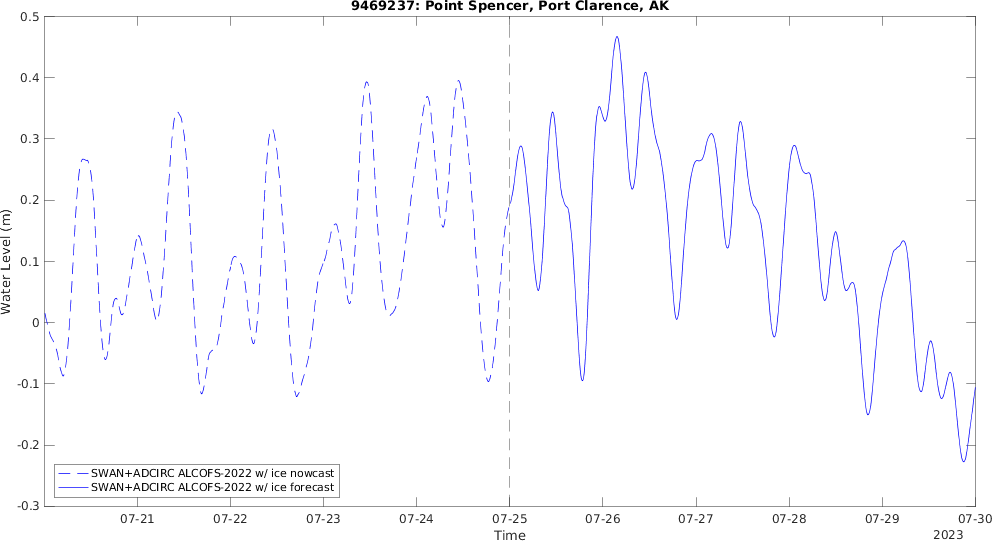 9469237: Point Spencer, Port Clarence, AK
0.5
0.4
0.3
0.2
0.1
0
-0.1
-0.2
-0.3
Water Level (m)
SWAN+ADCIRC ALCOFS-2022 w/ ice nowcast
SWAN+ADCIRC ALCOFS-2022 w/ ice forecast
07-21 07-22 07-23 07-24 07-25 07-26 07-27 07-28 07-29 07-30
Time
2023